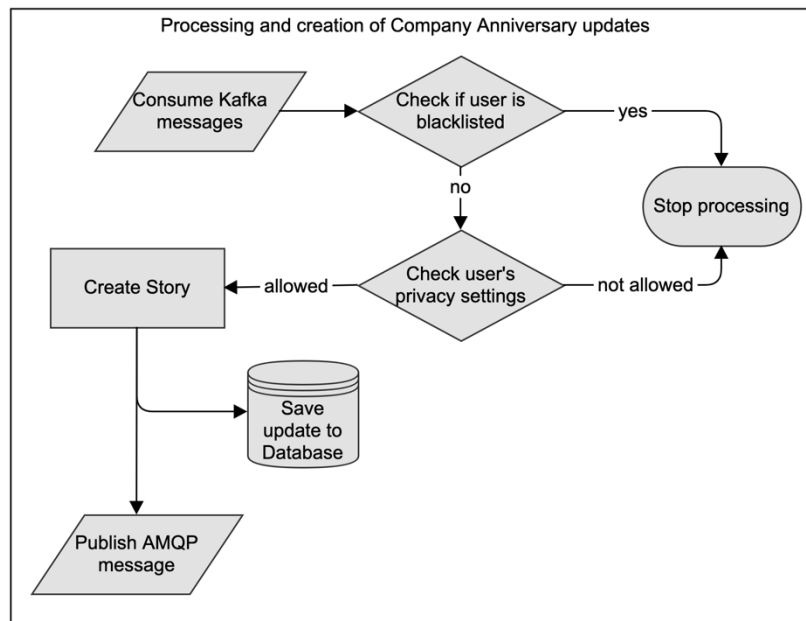 Processing and creation of Company Anniversary updates
Consume Kafka
messages
Check if user is
blacklisted
yes
Stop processing
no
Check user's
privacy settings
not allowed
allowed
Create Story
Save
update to
Database
Publish AMQP
message